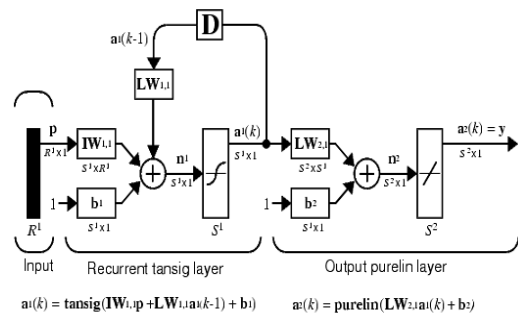 D
a¹(k-1)
LW1,1
p
IW1,1
n¹
a¹(k)
LW2,1
n²
a²(k) = y
R¹x1
S¹xR¹
S¹x1
S¹x1
S²xS¹
S²x1
S²x1
1
b¹
1
b²
S¹x1
S²x1
R¹
S¹
S²
Input
Recurrent tansig layer
Output purelin layer
a¹(k) = tansig(IW1,1p +LW1,1a¹(k-1) + b¹)
a²(k) = purelin(LW2,1a¹(k) + b²)